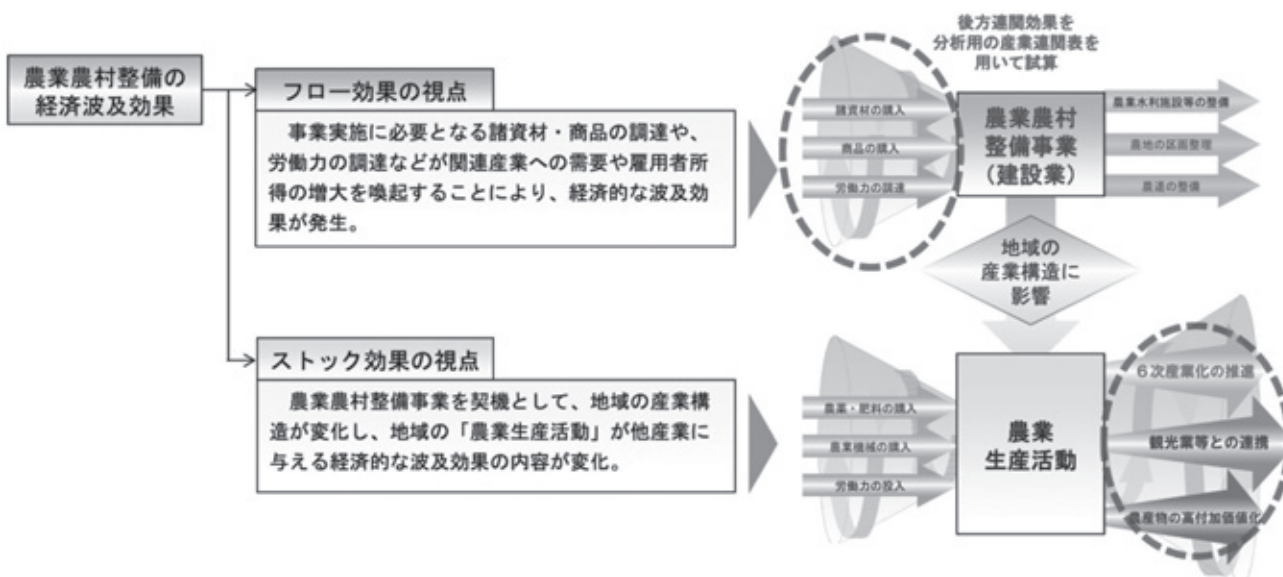 農業農村整備の
経済波及効果
フロー効果の視点
事業実施に必要となる諸資材・商品の調達や、
労働力の調達などが関連産業への需要や雇用者所
得の増大を喚起することにより、経済的な波及効
果が発生。
後方連関効果を
分析用の産業連関表を
用いて試算
諸資材の購入
商品の購入
労働力の調達
農業農村
整備事業
（建設業）
農業水利施設等の整備
農地の区画整理
農道の整備
地域の
産業構造に
影響
ストック効果の視点
農業農村整備事業を契機として、地域の産業構
造が変化し、地域の「農業生産活動」が他産業に
与える経済的な波及効果の内容が変化。
農薬・肥料の購入
農業機械の購入
労働力の投入
農業
生産活動
６次産業化の推進
観光業等との連携
農産物の高付加価値化